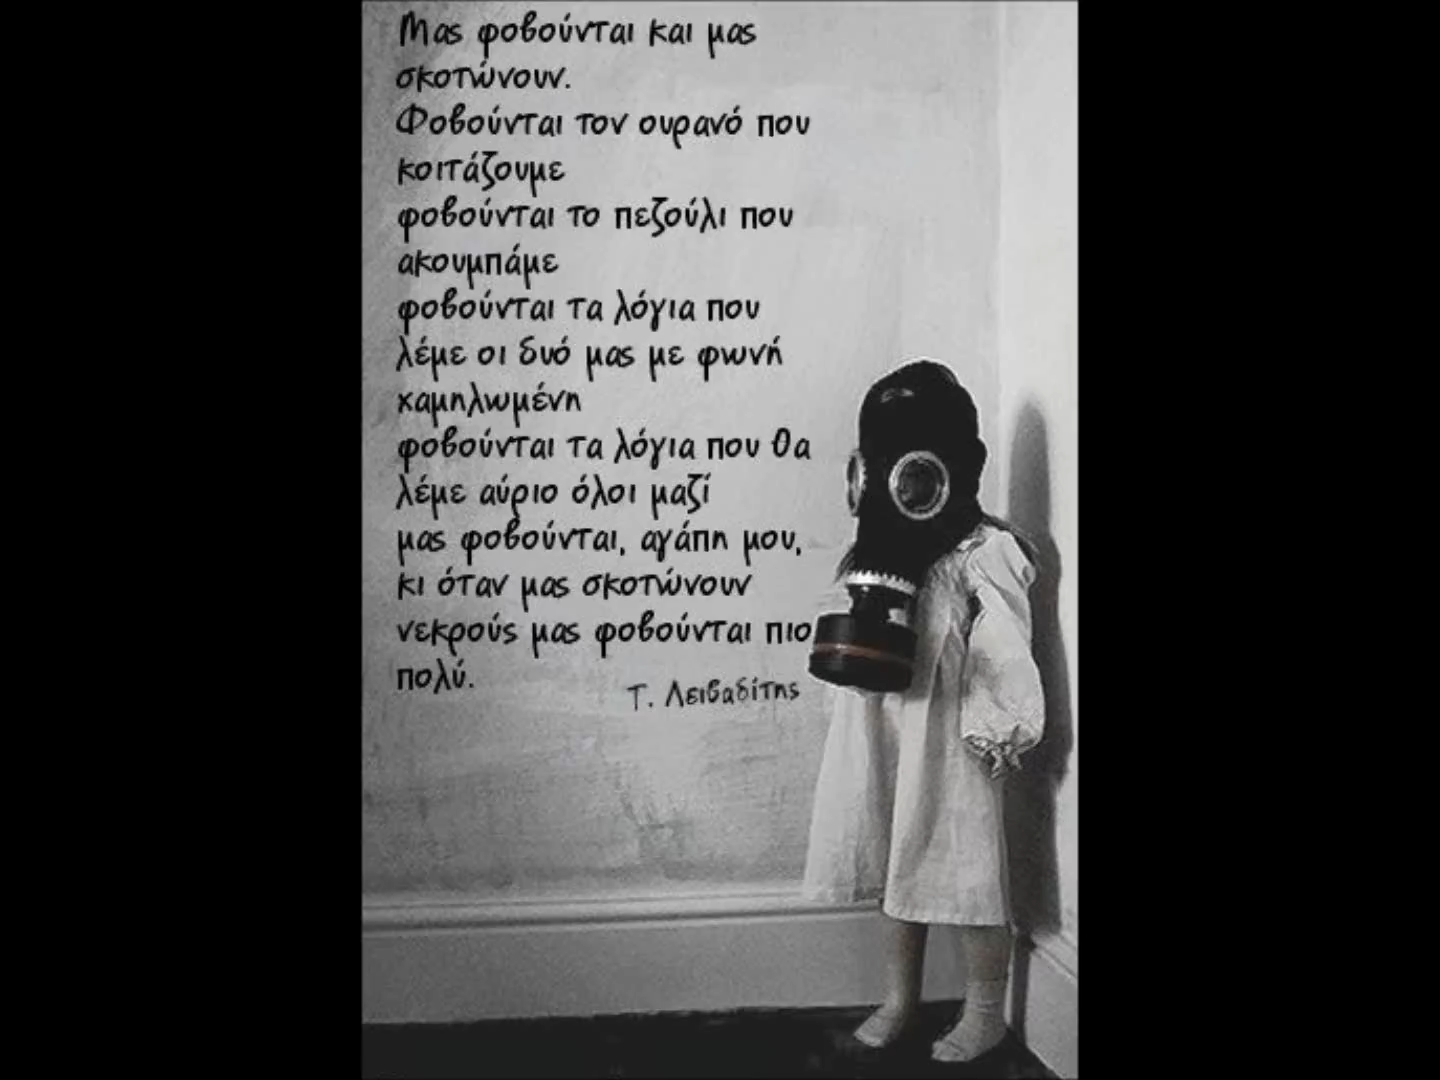 Μας φοβούνται και μας
σκοτώνουν.
Φοβούνται τον ουρανό που
κοιτάζουμε
φοβούνται το πεζούλι που
ακουμπάμε
φοβούνται τα λόγια που
λέμε οι δυό μας με φωνή
χαμηλωμένη
φοβούνται τα λόγια που θα
λέμε αύριο όλοι μαζί
μας φοβούνται, αγάπη μου,
κι όταν μας σκοτώνουν
νεκρούς μας φοβούνται πιο
πολύ.
Τ. Λειβαδίτης